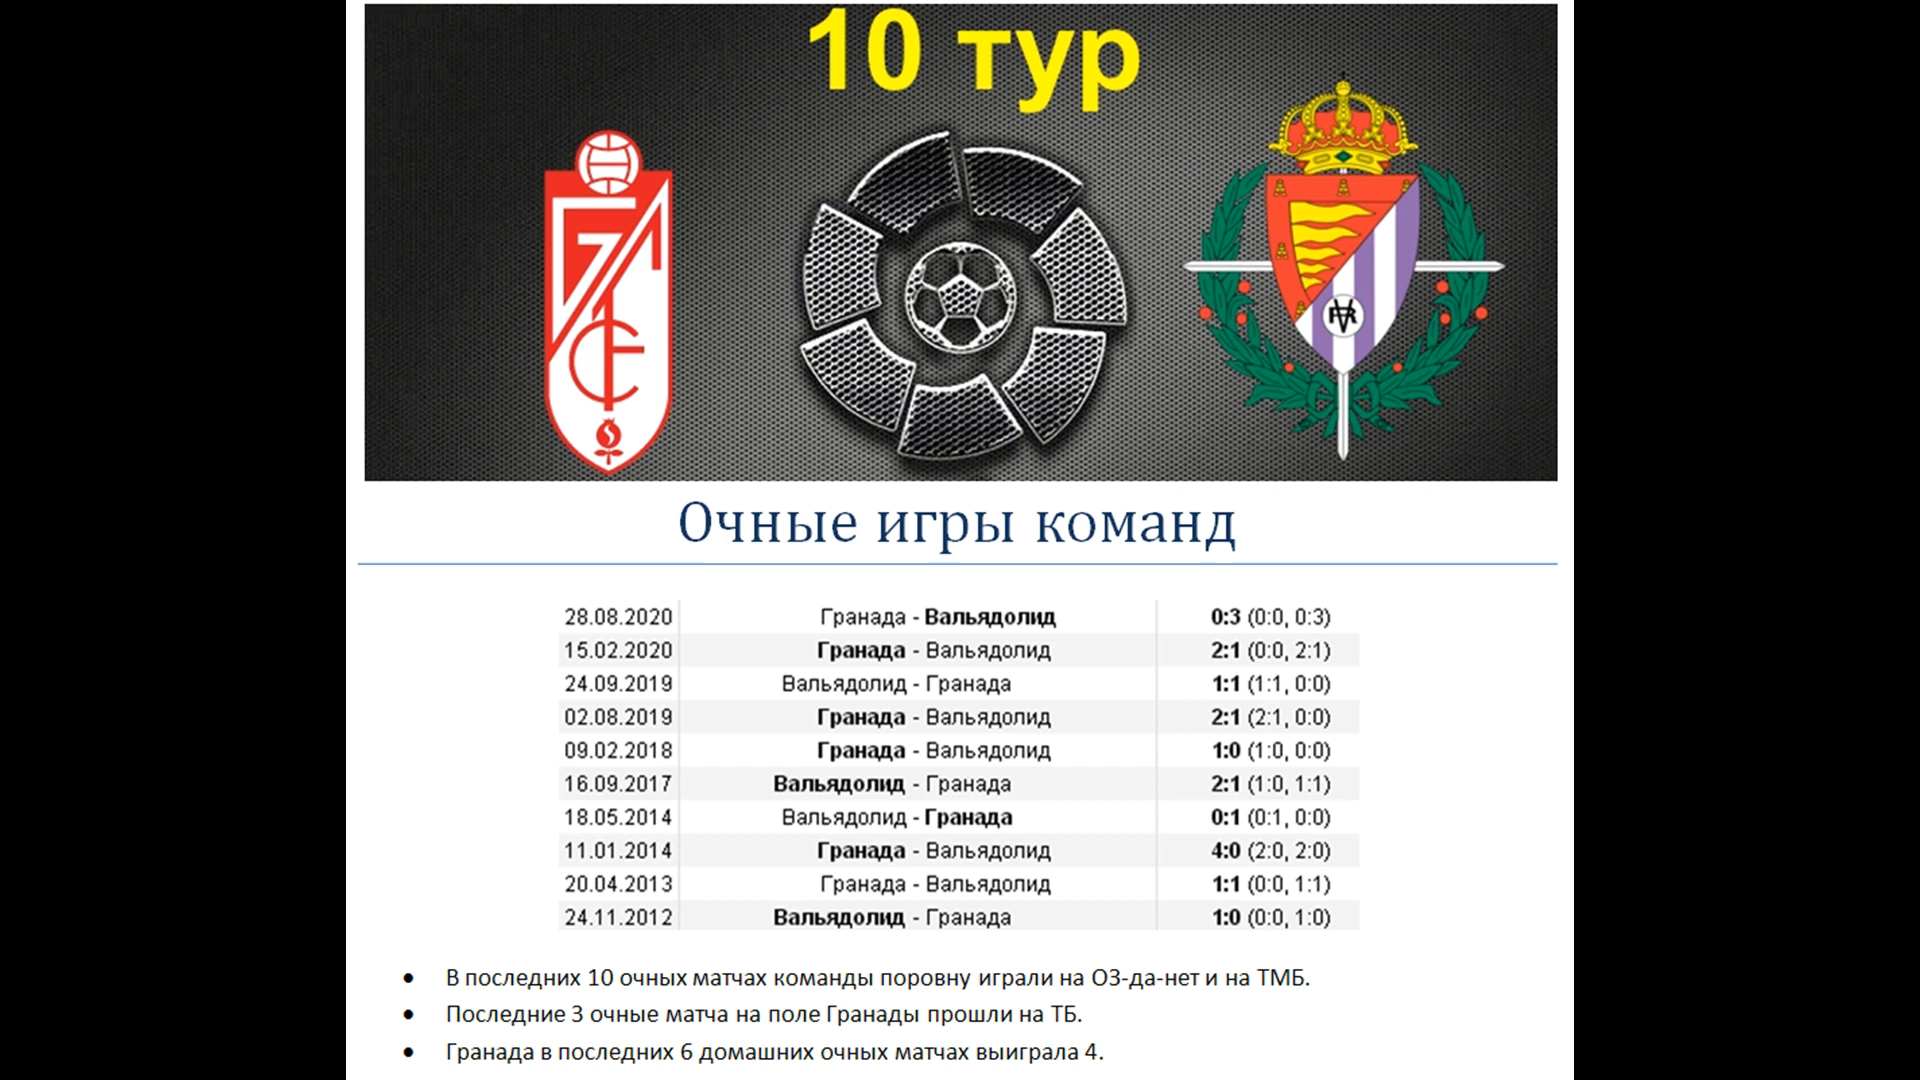 10 тур
Очные игры команд
28.08.2020 Гранада - Вальядолид 0:3 (0:0, 0:3)
15.02.2020 Гранада - Вальядолид 2:1 (0:0, 2:1)
24.09.2019 Вальядолид - Гранада 1:1 (1:1, 0:0)
02.08.2019 Гранада - Вальядолид 2:1 (2:1, 0:0)
09.02.2018 Гранада - Вальядолид 1:0 (1:0, 0:0)
16.09.2017 Вальядолид - Гранада 2:1 (1:0, 1:1)
18.05.2014 Вальядолид - Гранада 0:1 (0:1, 0:0)
11.01.2014 Гранада - Вальядолид 4:0 (2:0, 2:0)
20.04.2013 Гранада - Вальядолид 1:1 (0:0, 1:1)
24.11.2012 Вальядолид - Гранада 1:0 (0:0, 1:0)
• В последних 10 очных матчах команды поровну играли на ОЗ-да-нет и на ТМБ.
• Последние 3 очные матча на поле Гранады прошли на ТБ.
• Гранада в последних 6 домашних очных матчах выиграла 4.